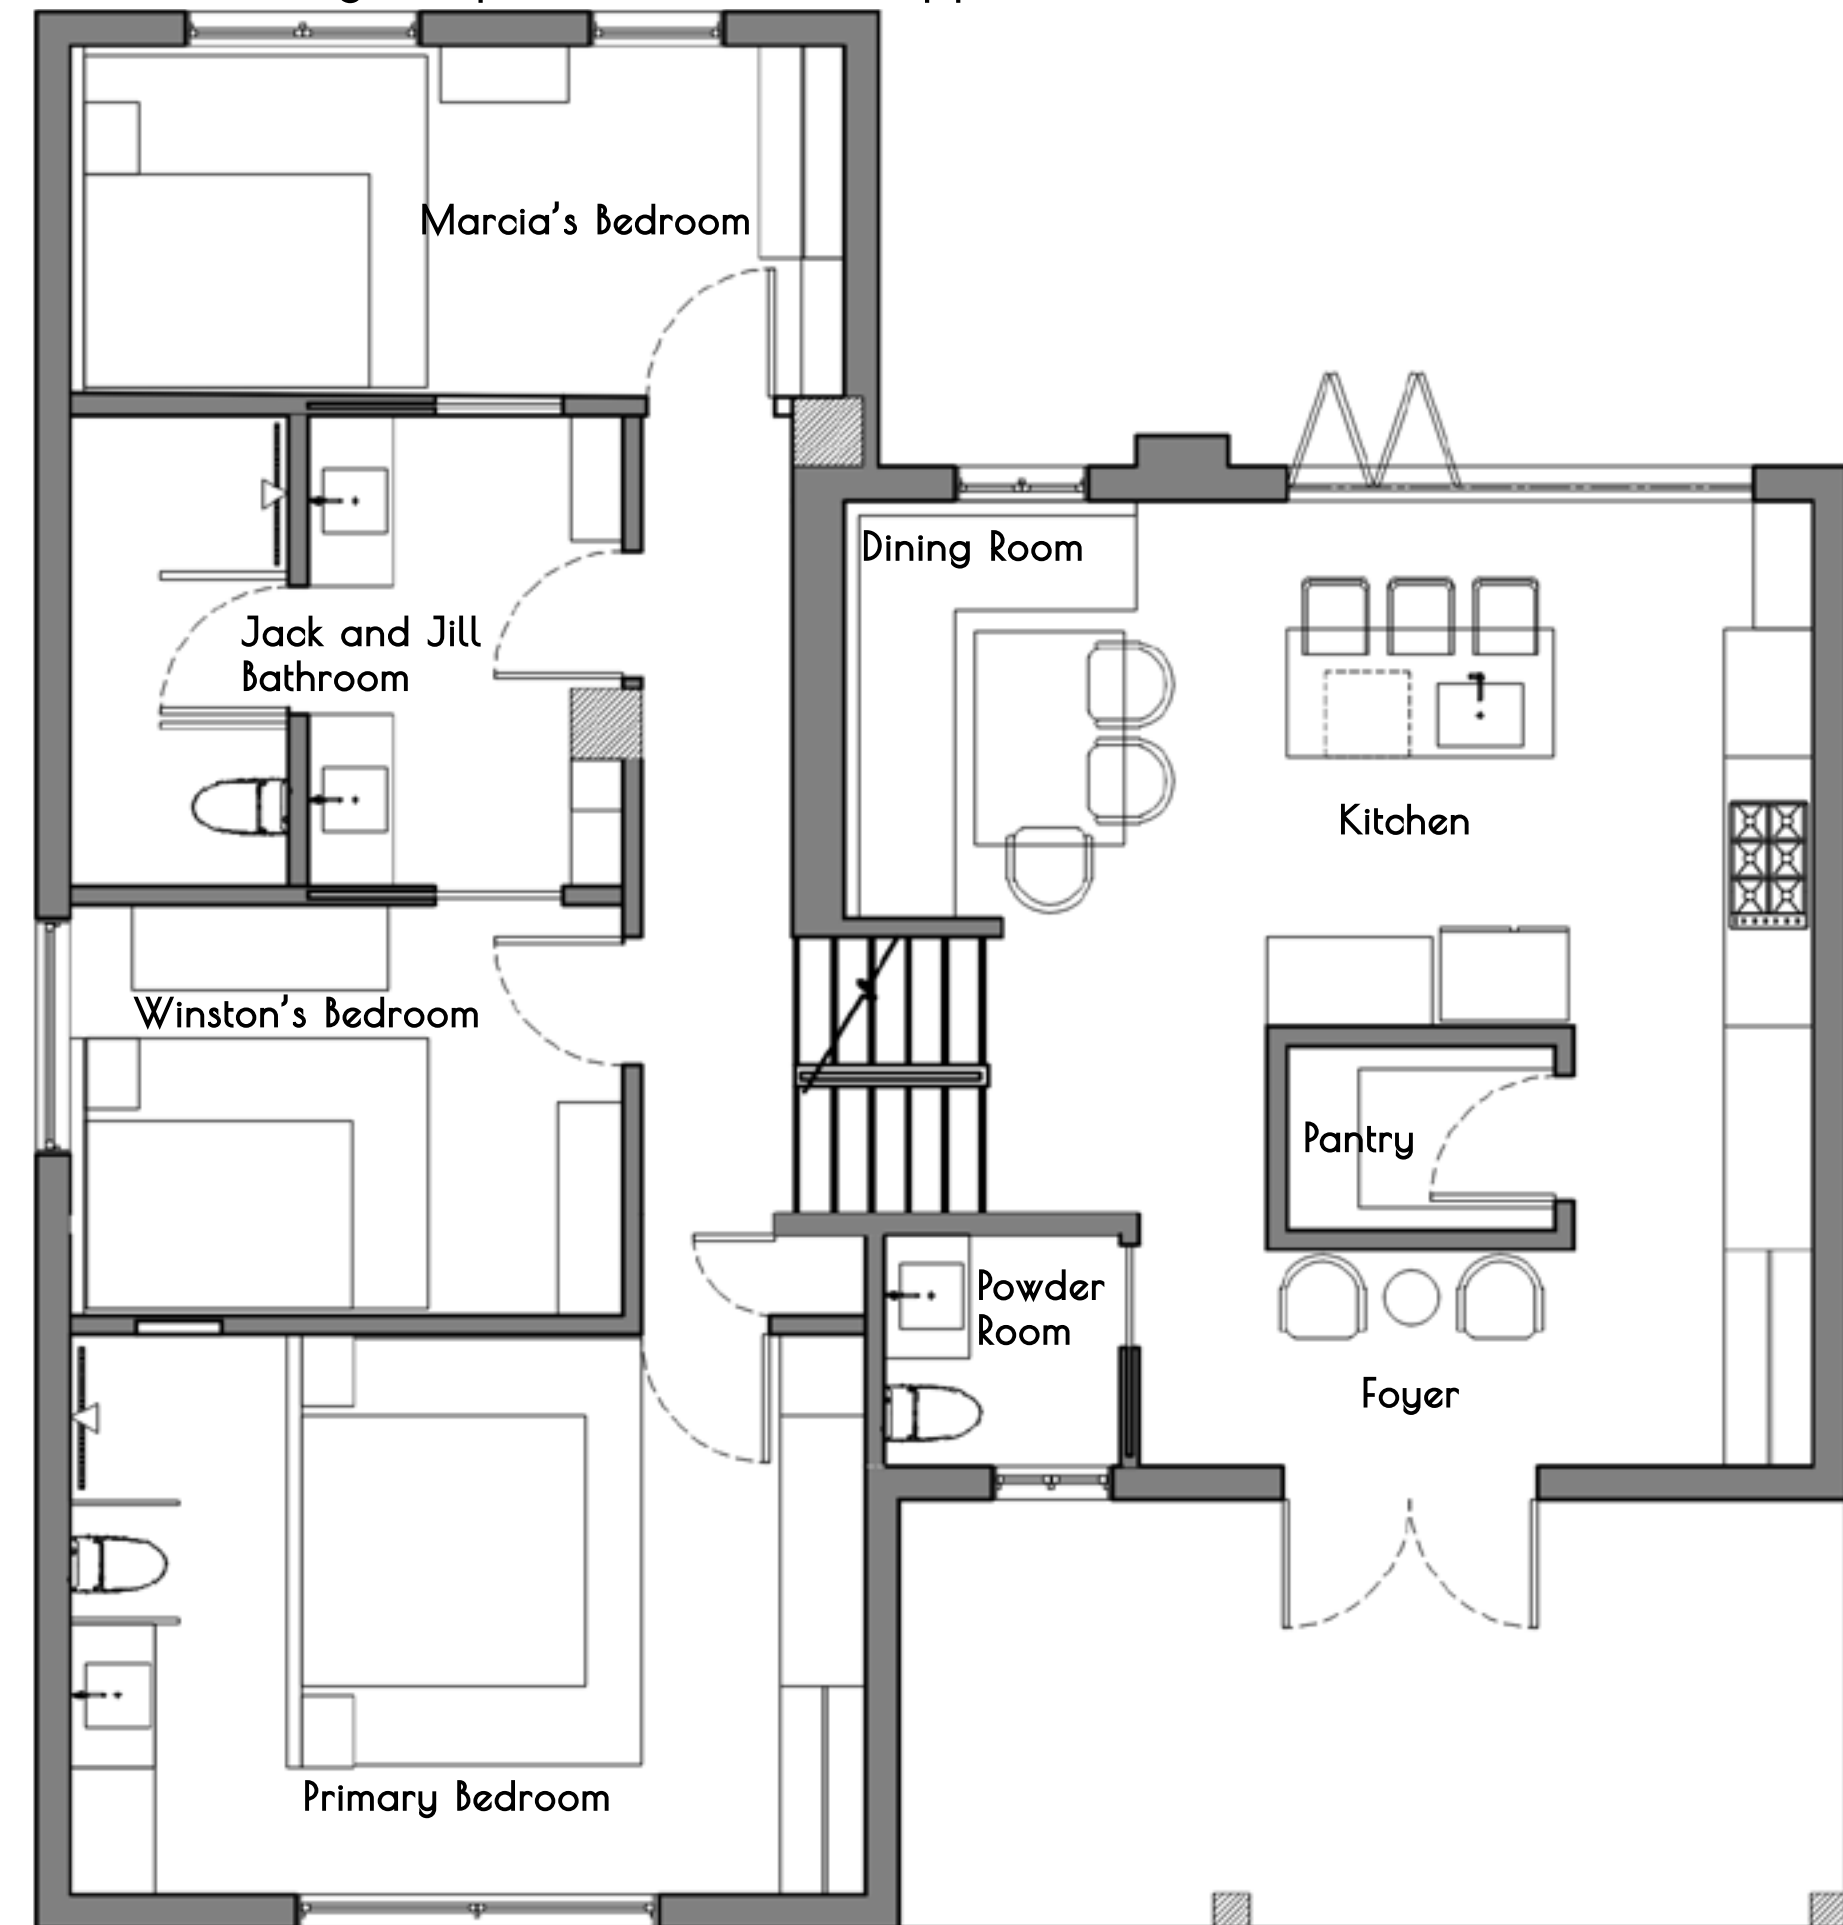 Marcia's Bedroom
Dining Room
Jack and Jill
Bathroom
Kitchen
Winston's Bedroom
Pantry
Powder
Room
Foyer
Primary Bedroom